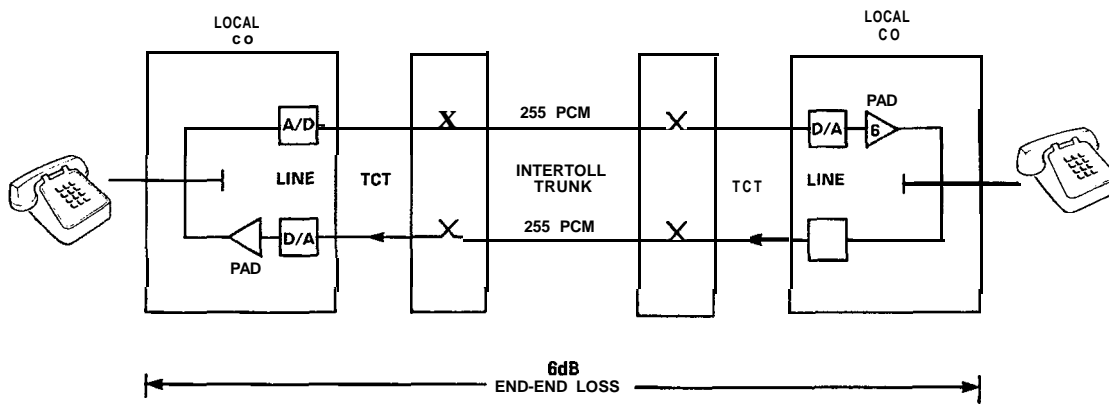 LOCAL
CO
LOCAL
CO
A/D
X
255 PCM
X
D/A
PAD
6
LINE
TCT
INTERTOLL
TRUNK
TCT
LINE
PAD
D/A
X
255 PCM
X
6dB
END-END LOSS